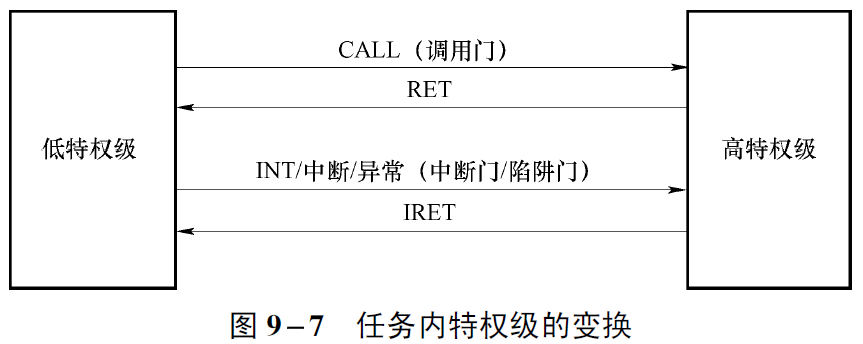 CALL（调用门）
RET
低特权级
高特权级
INT/中断/异常（中断门/陷阱门）
IRET
图 9-7 任务内特权级的变换